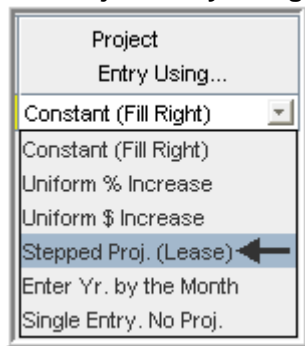 Project
Entry Using...
Constant (Fill Right)
Constant (Fill Right)
Uniform % Increase
Uniform $ Increase
Stepped Proj. (Lease)
Enter Yr. by the Month
Single Entry. No Proj.